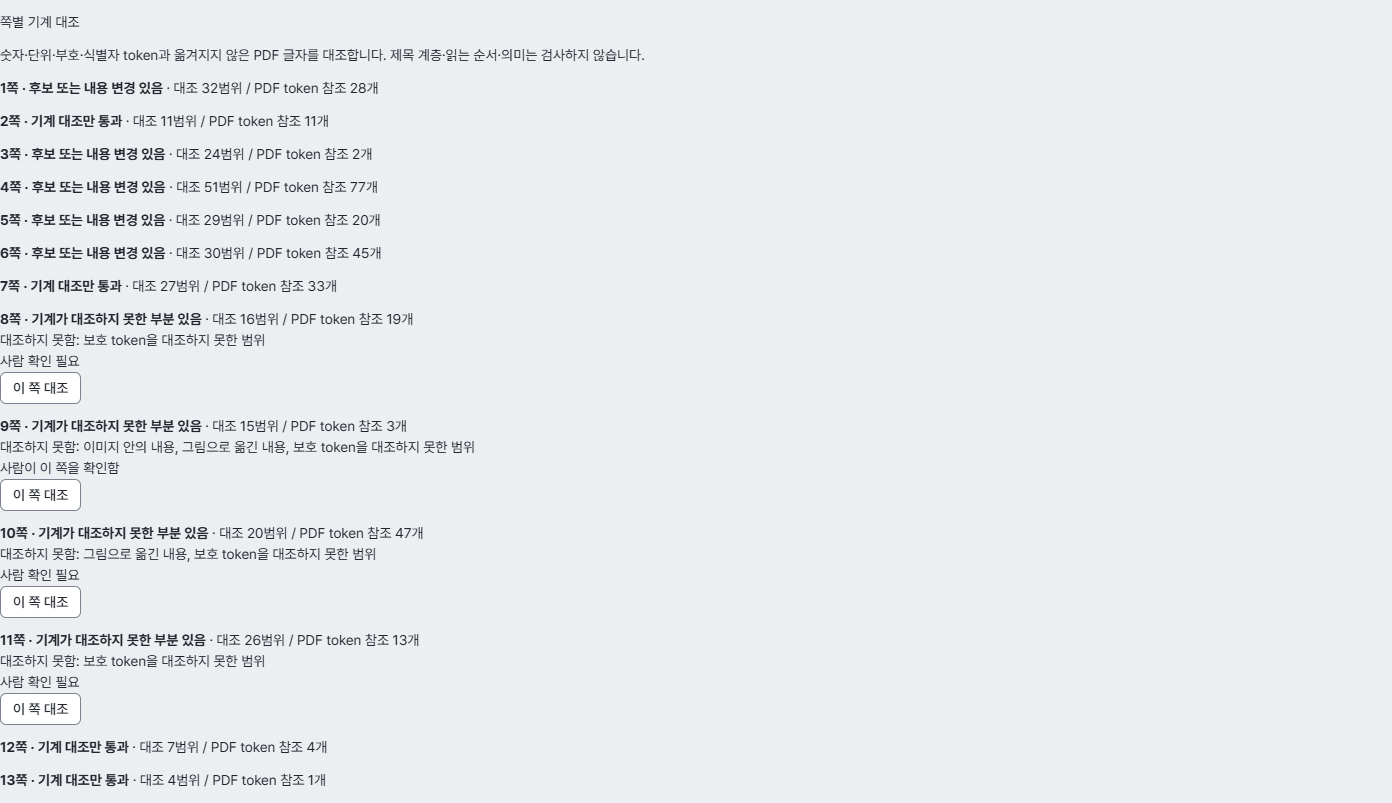 쪽별 기계 대조
숫자·단위·부호·식별자 token과 옮겨지지 않은 PDF 글자를 대조합니다. 제목 계층·읽는 순서·의미는 검사하지 않습니다.
1쪽 · 후보 또는 내용 변경 있음 · 대조 32범위 / PDF token 참조 28개
2쪽 · 기계 대조만 통과 · 대조 11범위 / PDF token 참조 11개
3쪽 · 후보 또는 내용 변경 있음 · 대조 24범위 / PDF token 참조 2개
4쪽 · 후보 또는 내용 변경 있음 · 대조 51범위 / PDF token 참조 77개
5쪽 · 후보 또는 내용 변경 있음 · 대조 29범위 / PDF token 참조 20개
6쪽 · 후보 또는 내용 변경 있음 · 대조 30범위 / PDF token 참조 45개
7쪽 · 기계 대조만 통과 · 대조 27범위 / PDF token 참조 33개
8쪽 · 기계가 대조하지 못한 부분 있음 · 대조 16범위 / PDF token 참조 19개
대조하지 못함: 보호 token을 대조하지 못한 범위
사람 확인 필요
이 쪽 대조
9쪽 · 기계가 대조하지 못한 부분 있음 · 대조 15범위 / PDF token 참조 3개
대조하지 못함: 이미지 안의 내용, 그림으로 옮긴 내용, 보호 token을 대조하지 못한 범위
사람이 이 쪽을 확인함
이 쪽 대조
10쪽 · 기계가 대조하지 못한 부분 있음 · 대조 20범위 / PDF token 참조 47개
대조하지 못함: 그림으로 옮긴 내용, 보호 token을 대조하지 못한 범위
사람 확인 필요
이 쪽 대조
11쪽 · 기계가 대조하지 못한 부분 있음 · 대조 26범위 / PDF token 참조 13개
대조하지 못함: 보호 token을 대조하지 못한 범위
사람 확인 필요
이 쪽 대조
12쪽 · 기계 대조만 통과 · 대조 7범위 / PDF token 참조 4개
13쪽 · 기계 대조만 통과 · 대조 4범위 / PDF token 참조 1개